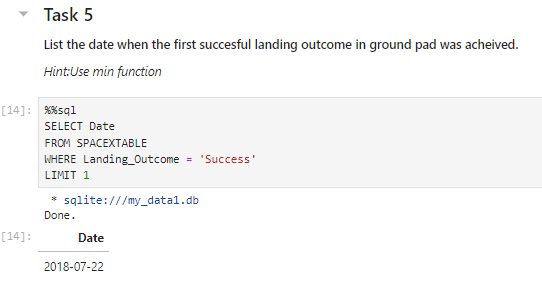 Task 5
List the date when the first succesful landing outcome in ground pad was acheived.
Hint:Use min function
[14]: %%sql
SELECT Date
FROM SPACEXTABLE
WHERE Landing_Outcome = 'Success'
LIMIT 1
* sqlite:///my_data1.db
Done.
[14]: Date
2018-07-22